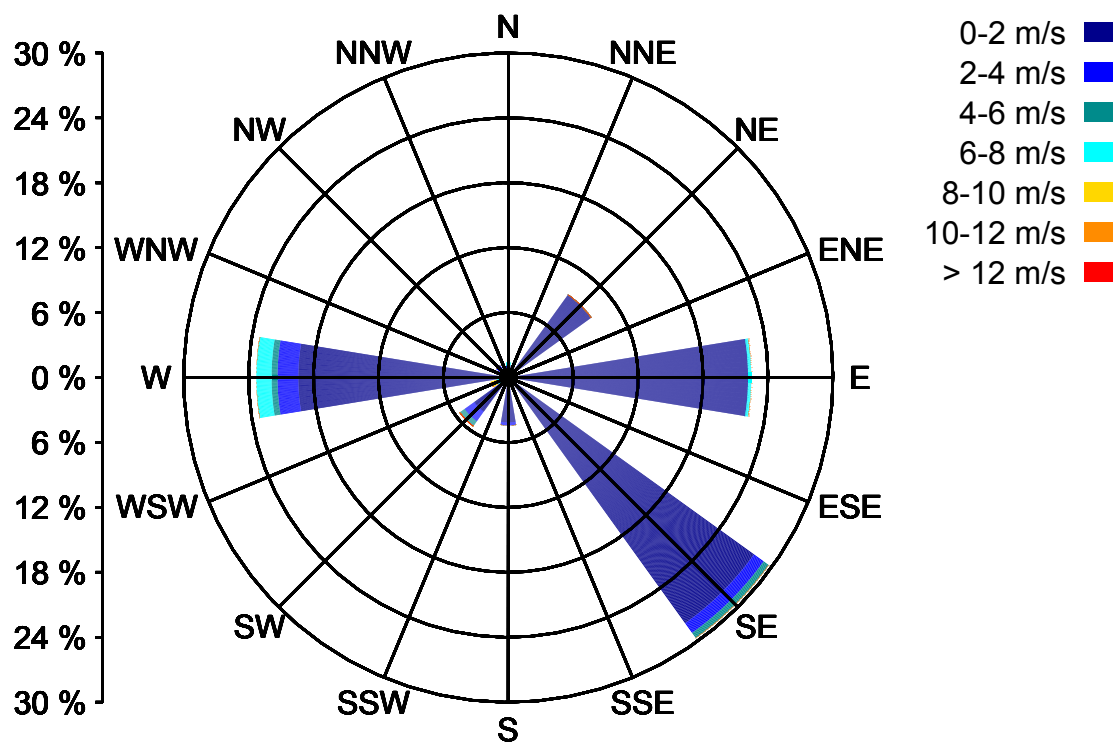 N
NNW
NNE
NW
NE
WNW
ENE
W
E
WSW
ESE
SW
SE
SSW
SSE
S
30 %
24 %
18 %
12 %
6 %
0 %
6 %
12 %
18 %
24 %
30 %
0-2 m/s
2-4 m/s
4-6 m/s
6-8 m/s
8-10 m/s
10-12 m/s
> 12 m/s